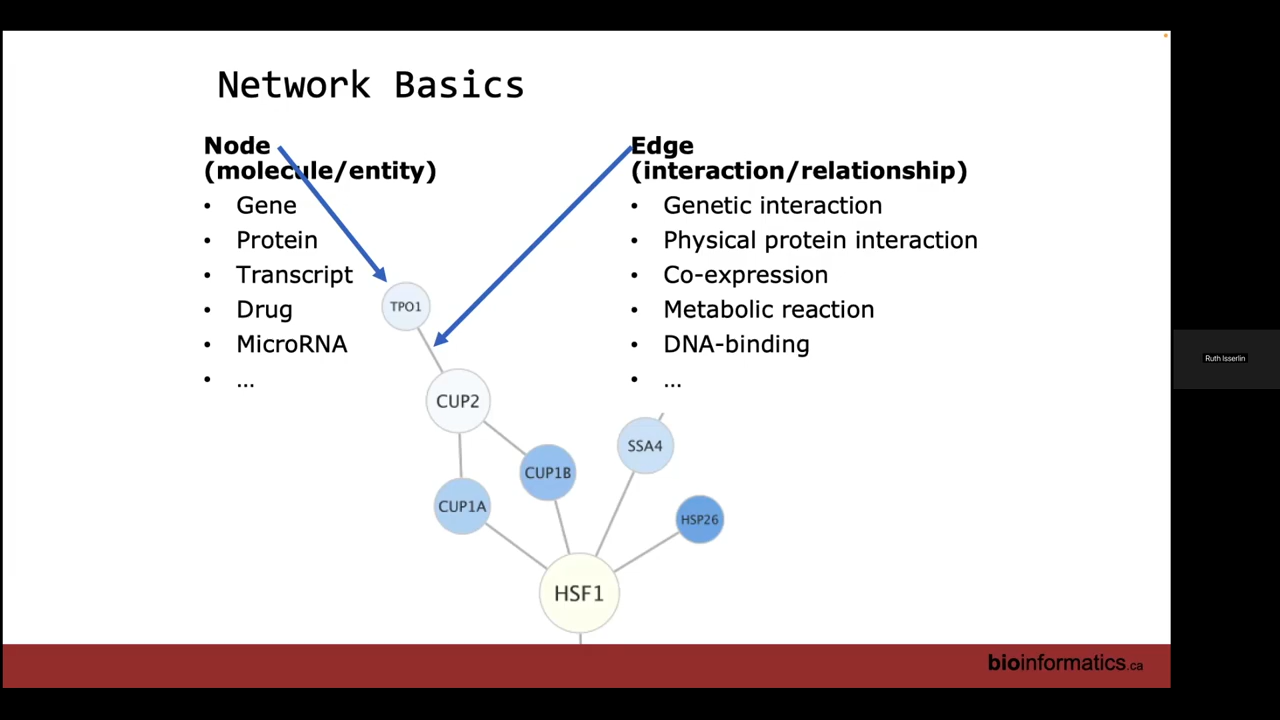 Network Basics
Node
(molecule/entity)
• Gene
• Protein
• Transcript
• Drug
• MicroRNA
• ...
Edge
(interaction/relationship)
• Genetic interaction
• Physical protein interaction
• Co-expression
• Metabolic reaction
• DNA-binding
• ...
TPO1
CUP2
CUP1B
SSA4
CUP1A
HSP26
HSF1
Ruth Isserlin
bioinformatics.ca